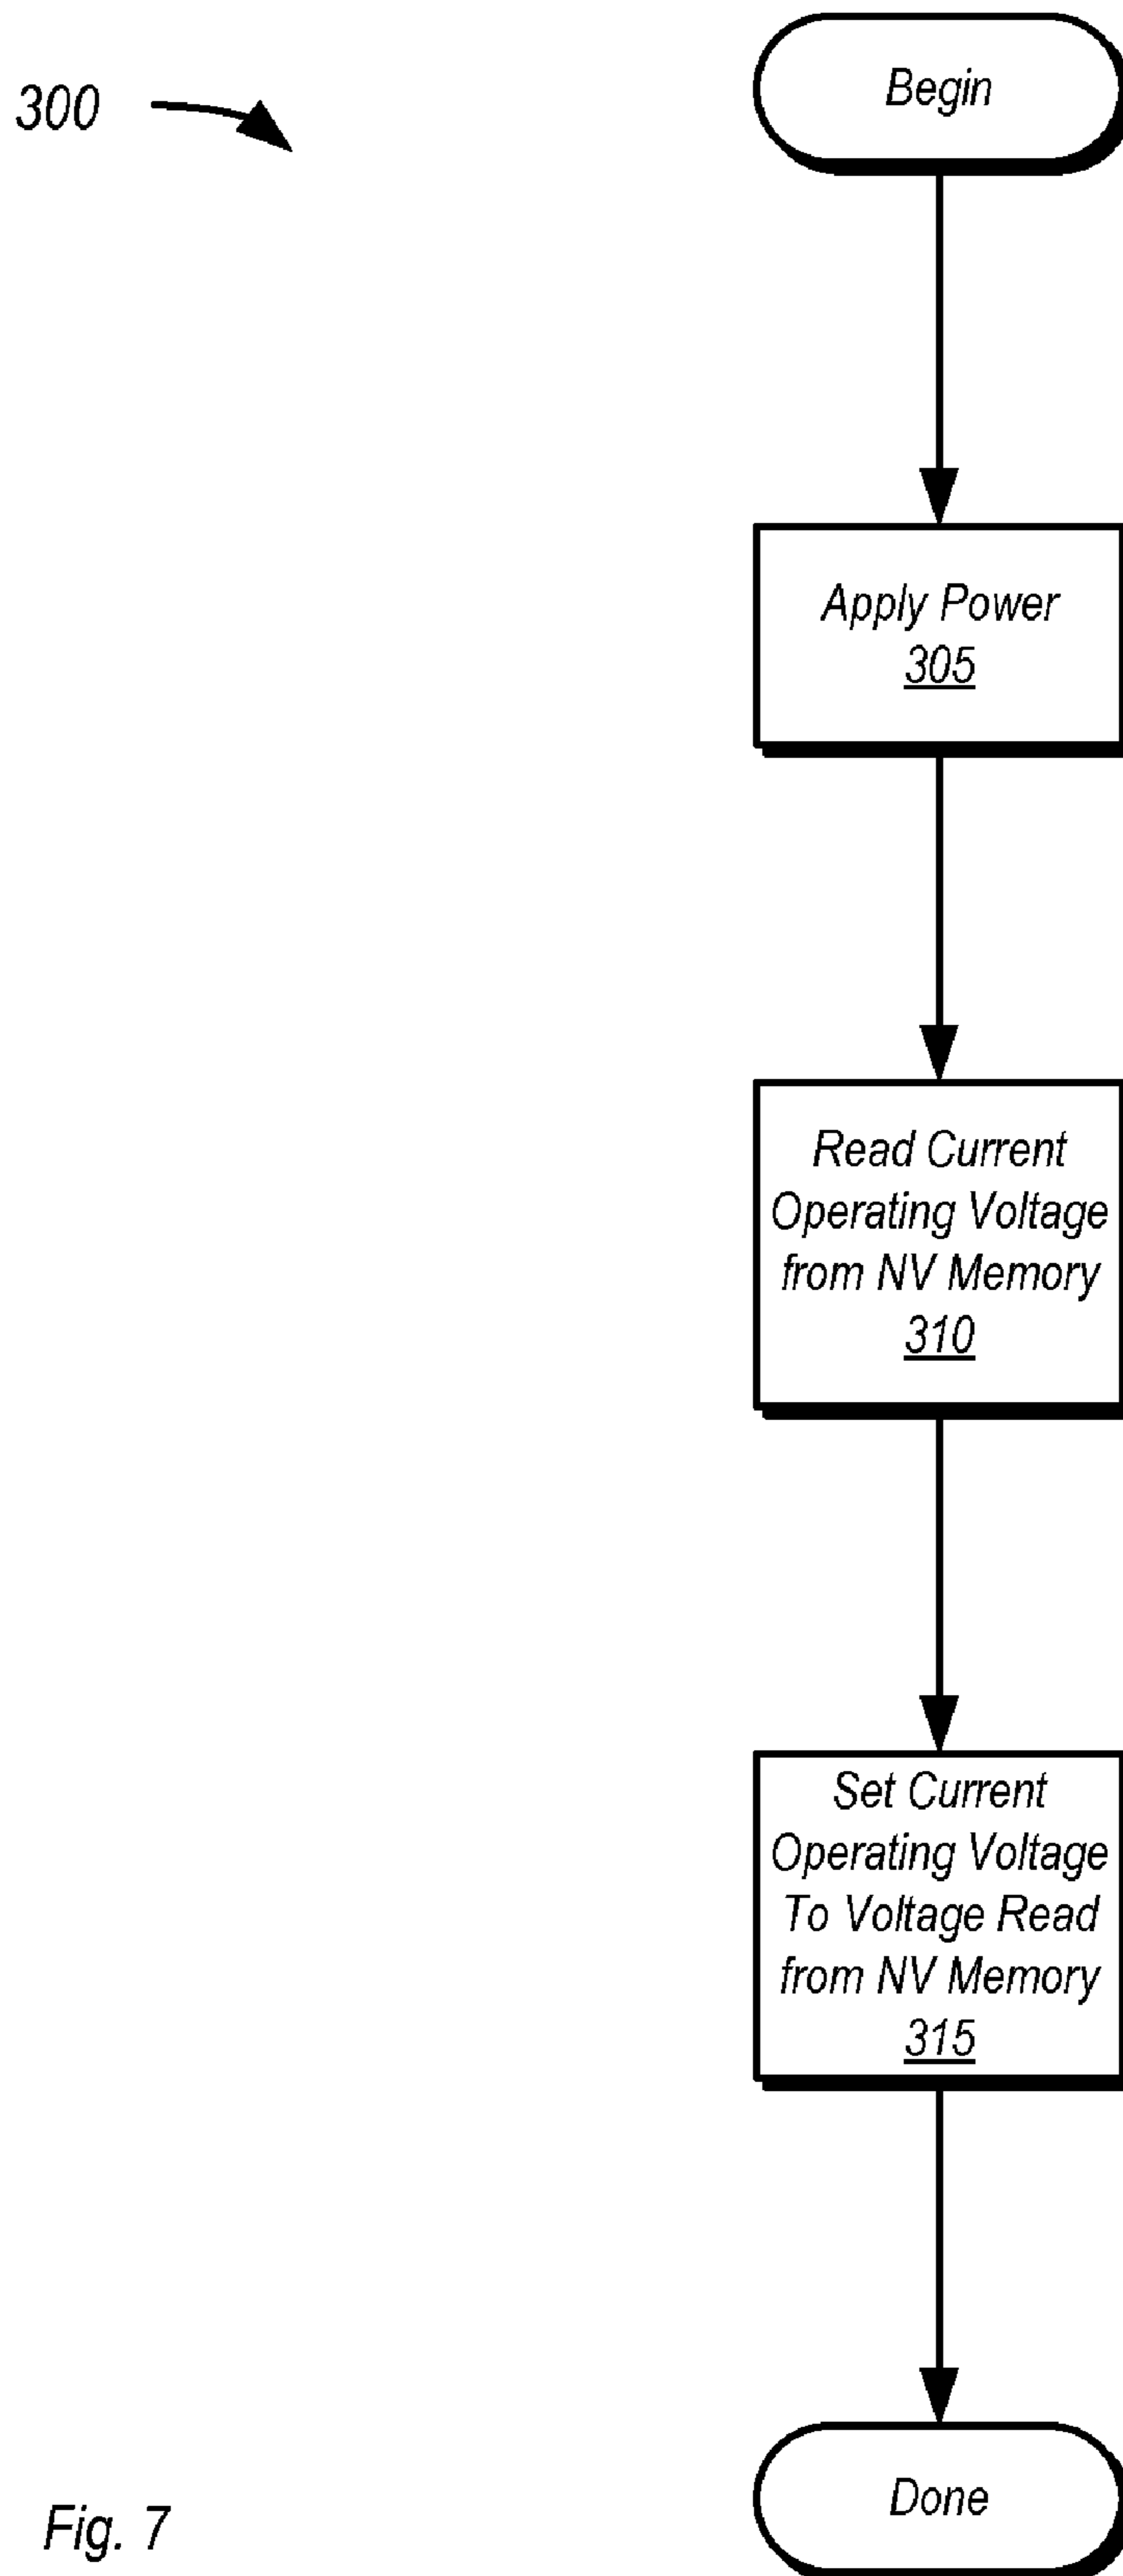 300
Begin
Apply Power
305
Read Current
Operating Voltage
from NV Memory
310
Set Current
Operating Voltage
To Voltage Read
from NV Memory
315
Done
Fig. 7